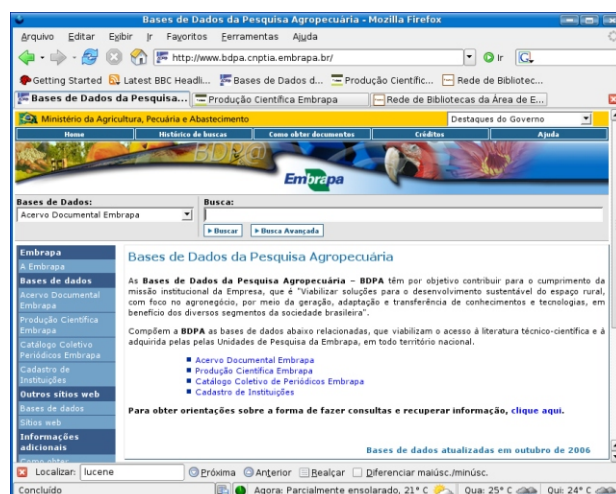 Bases de Dados da Pesquisa Agropecuária - Mozilla Firefox
Arquivo Editar Exibir Ir Favoritos Ferramentas Ajuda
http://www.bdpa.cnptia.embrapa.br/ Ir
Getting Started Latest BBC Headli... Bases de Dados d... Produção Científic... Rede de Bibliotec...
Bases de Dados da Pesquisa... Produção Científica Embrapa Rede de Bibliotecas da Área de E...
Ministério da Agricultura, Pecuária e Abastecimento Destaques do Governo
Home Histórico de buscas Como obter documentos Créditos Ajuda
BDP@
Embrapa
Bases de Dados: Busca:
Acervo Documental Embrapa
Buscar Busca Avançada
Embrapa
A Embrapa
Bases de dados
Acervo Documental
Embrapa
Produção Científica
Embrapa
Catálogo Coletivo
Periódicos Embrapa
Cadastro de
Instituições
Outros sítios web
Bases de dados
Sítios web
Informações
adicionais
Como obter
Bases de Dados da Pesquisa Agropecuária
As Bases de Dados da Pesquisa Agropecuária – BDPA têm por objetivo contribuir para o cumprimento da
missão institucional da Empresa, que é "Viabilizar soluções para o desenvolvimento sustentável do espaço rural,
com foco no agronegócio, por meio da geração, adaptação e transferência de conhecimentos e tecnologias, em
benefício dos diversos segmentos da sociedade brasileira".
Compõem a BDPA as bases de dados abaixo relacionadas, que viabilizam o acesso à literatura técnico-científica e à
adquirida pelas pelas Unidades de Pesquisa da Embrapa, em todo território nacional.
Acervo Documental Embrapa
Produção Científica Embrapa
Catálogo Coletivo de Periódicos Embrapa
Cadastro de Instituições
Para obter orientações sobre a forma de fazer consultas e recuperar informação, clique aqui.
Bases de dados atualizadas em outubro de 2006
Localizar: lucene Próxima Anterior Realçar Diferenciar maiúsc./minúsc.
Concluído Agora: Parcialmente ensolarado, 21° C Qua: 25° C Qui: 24° C